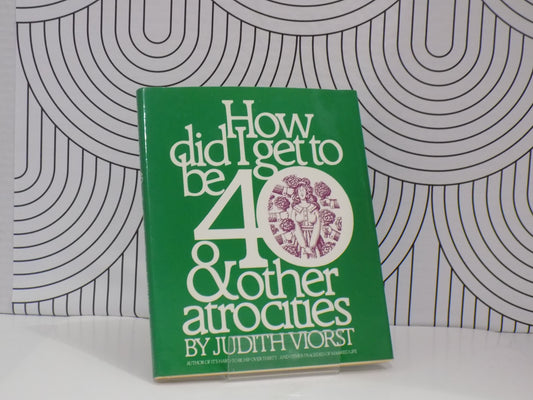 How
did I get to
be 40
& other
atrocities
BY JUDITH VIORST
AUTHOR OF IT'S HARD TO BE HIP OVER THIRTY ... AND OTHER TRAGEDIES OF MARRIED LIFE